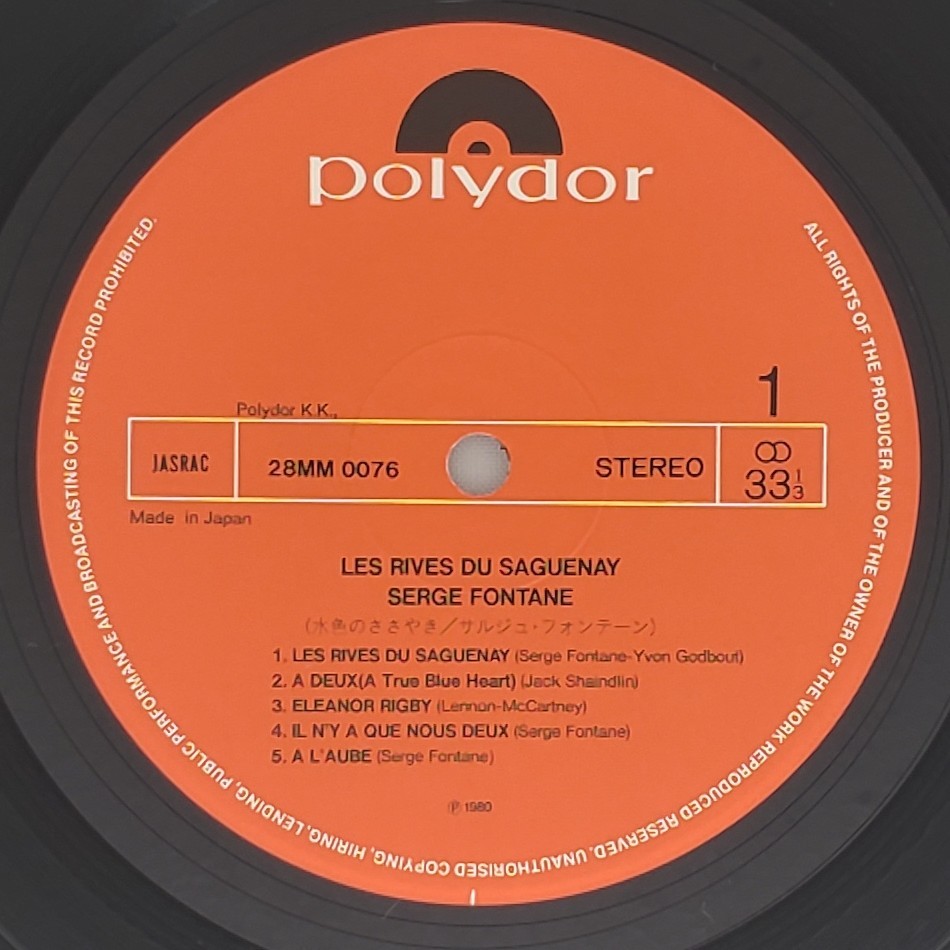 polydor
ALL RIGHTS OF THE PRODUCER AND OF THE OWNER OF THE WORK REPRODUCED RESERVED. UNAUTHORISED COPYING, HIRING, LENDING, PUBLIC PERFORMANCE AND BROADCASTING OF THIS RECORD PROHIBITED.
1
Polydor K.K.,
JASRAC 28MM 0076 STEREO 33 1/3
Made in Japan
LES RIVES DU SAGUENAY
SERGE FONTANE
(水色のささやき／サルジュ・フォンテーン)
1. LES RIVES DU SAGUENAY (Serge Fontane-Yvon Godbout)
2. A DEUX(A True Blue Heart) (Jack Shaindlin)
3. ELEANOR RIGBY (Lennon-McCartney)
4. IL N'Y A QUE NOUS DEUX (Serge Fontane)
5. A L'AUBE (Serge Fontane)
Ⓟ 1980